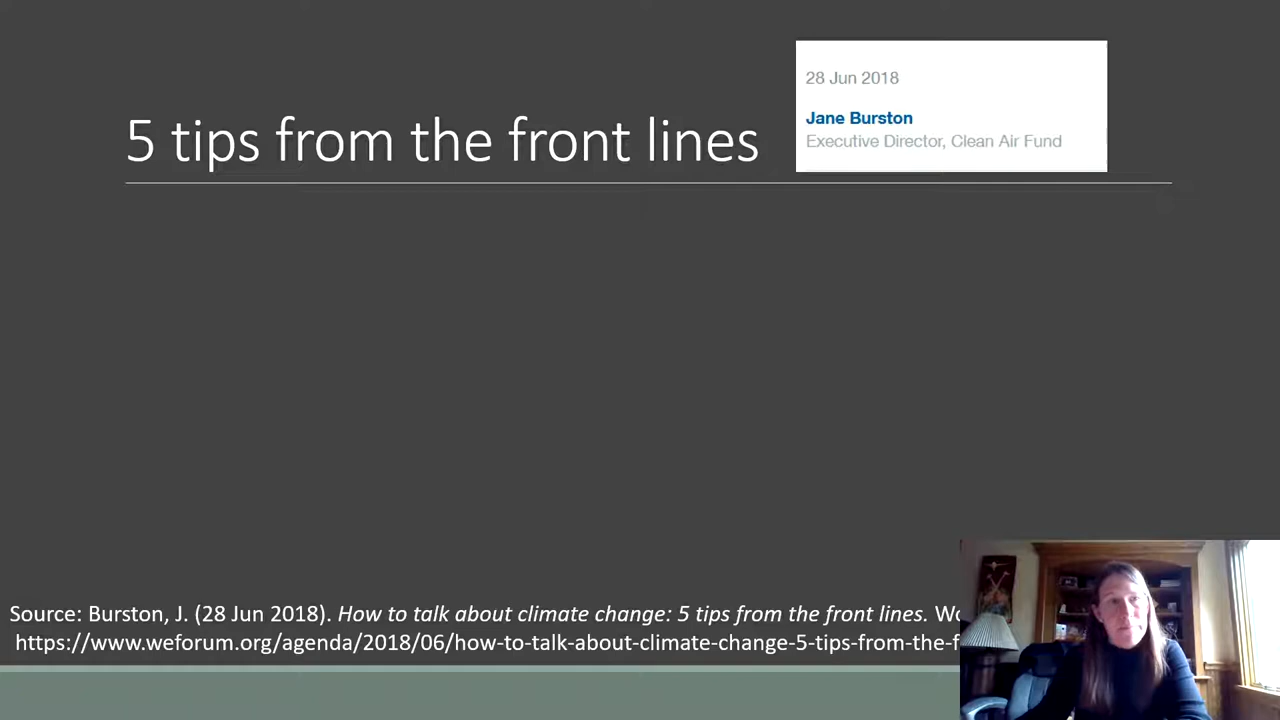 28 Jun 2018
Jane Burston
Executive Director, Clean Air Fund
5 tips from the front lines
Source: Burston, J. (28 Jun 2018). How to talk about climate change: 5 tips from the front lines.
https://www.weforum.org/agenda/2018/06/how-to-talk-about-climate-change-5-tips-from-the-